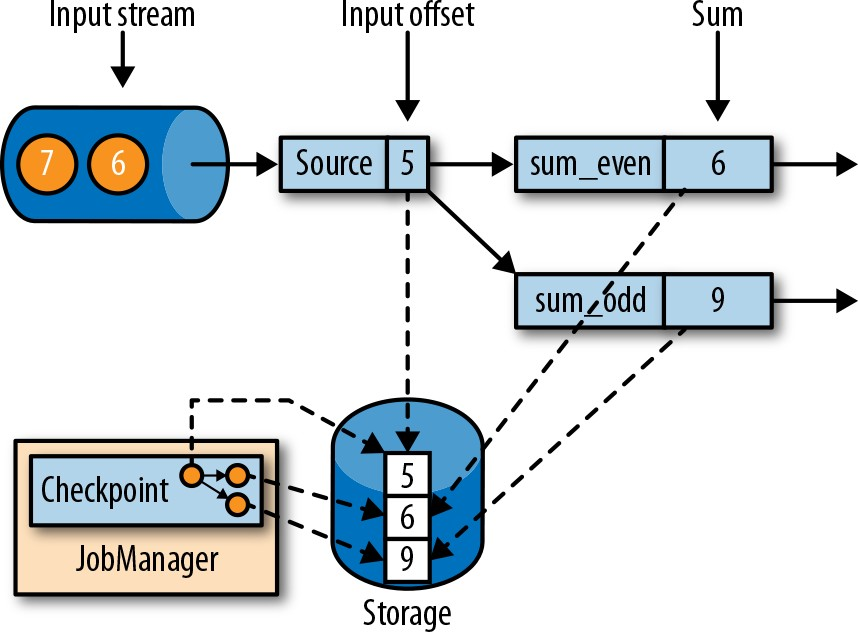 Input stream
Input offset
Sum
7
6
Source
5
sum_even
6
sum_odd
9
Checkpoint
JobManager
5
6
9
Storage